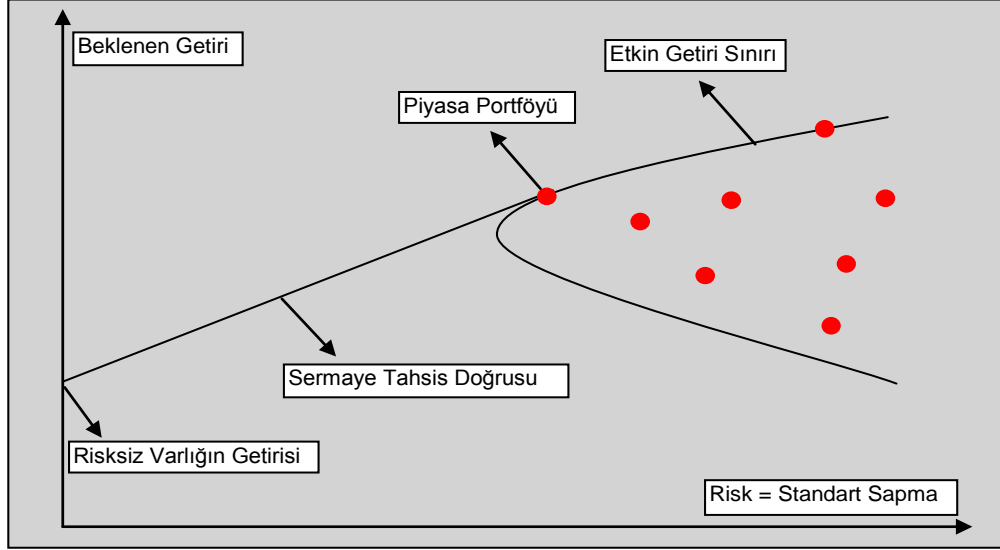 Beklenen Getiri
Etkin Getiri Sınırı
Piyasa Portföyü
Sermaye Tahsis Doğrusu
Risksiz Varlığın Getirisi
Risk = Standart Sapma